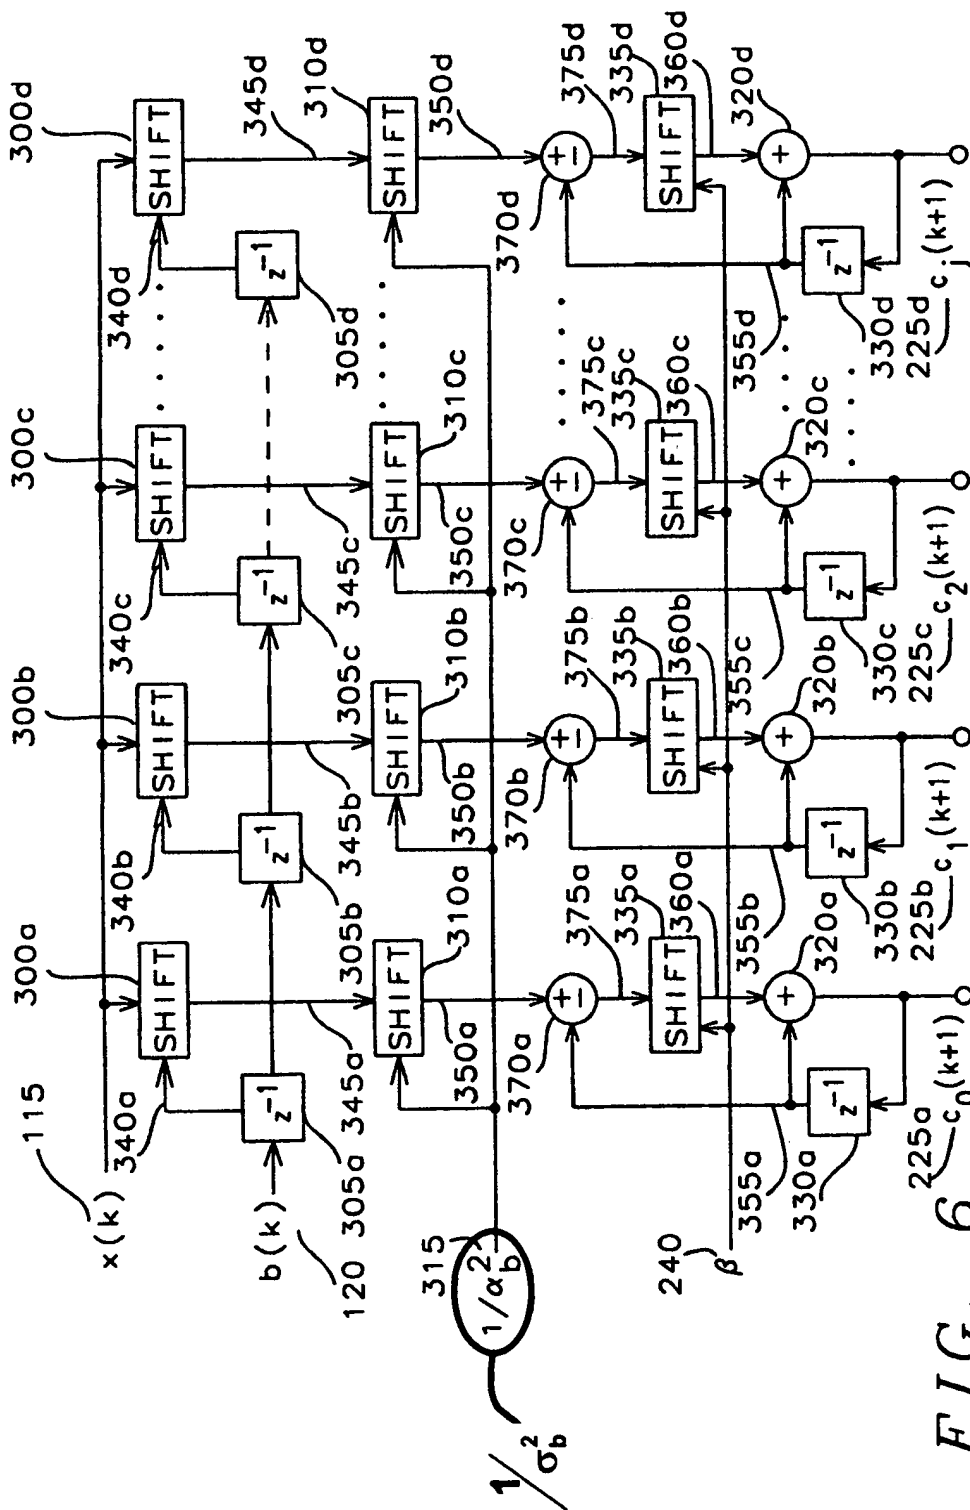 115 300a 300b 300c 300d
x(k)
340a 340b 340c 340d
SHIFT SHIFT SHIFT SHIFT
b(k) z⁻¹ z⁻¹ z⁻¹ z⁻¹
120 305a 345a 305b 345b 305c 345c 305d 345d
310a 310b 310c 310d
SHIFT SHIFT SHIFT SHIFT
315 350a 350b 350c 350d
1/α²b
1/σ²b
370a 370b 370c 370d
+− +− +− +−
375a 375b 375c 375d
335a 335b 335c 335d
SHIFT SHIFT SHIFT SHIFT
360a 360b 360c 360d
240
β
355a 355b 355c 355d
+ + + +
320a 320b 320c 320d
z⁻¹ z⁻¹ z⁻¹ z⁻¹
330a 330b 330c 330d
225a 225b 225c 225d
c₀(k+1) c₁(k+1) c₂(k+1) cⱼ(k+1)
FIG. 6